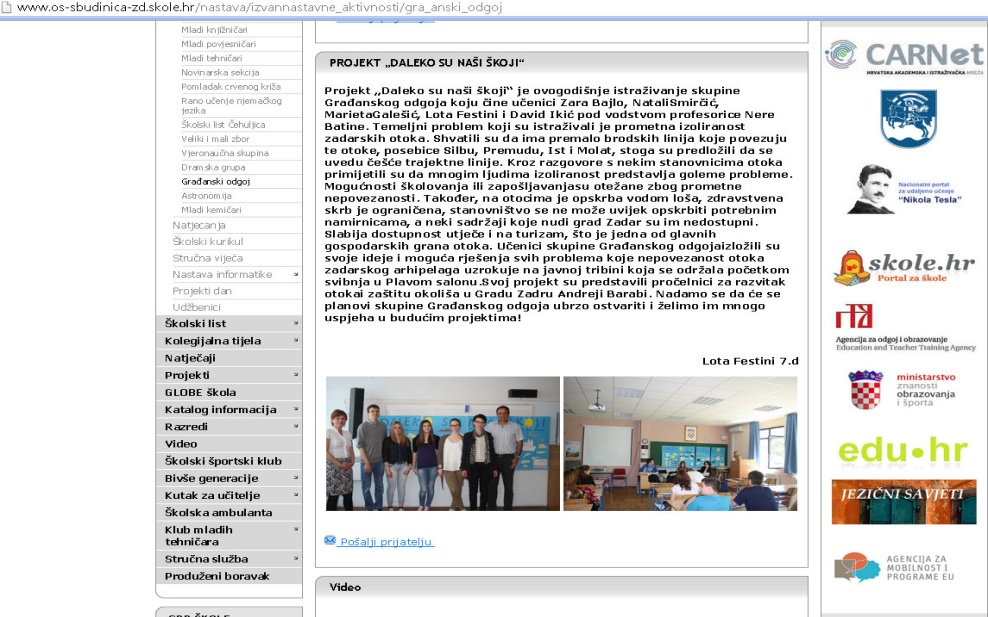 www.os-sbudinica-zd.skole.hr/nastava/izvannastavne_aktivnosti/gra_anski_odgoj
Mladi knjižničari
Mladi povjesničari
Mladi tehničari
Novinarska sekcija
Pomladak crvenog križa
Rano učenje njemačkog
jezika
Školski list Čehuljica
Veliki i mali zbor
Vjeronaučna skupina
Dramska grupa
Građanski odgoj
Astronomija
Mladi kemičari
Natjecanja
Školski kurikul
Stručna vijeća
Nastava informatike
Projekti dan
Udžbenici
Školski list
Kolegijalna tijela
Natječaji
Projekti
GLOBE škola
Katalog informacija
Razredi
Video
Školski športski klub
Bivše generacije
Kutak za učitelje
Školska ambulanta
Klub mladih
tehničara
Stručna služba
Produženi boravak
PROJEKT „DALEKO SU NAŠI ŠKOJI“
Projekt „Daleko su naši škoji“ je ovogodišnje istraživanje skupine
Građanskog odgoja koju čine učenici Zara Bajlo, NataliSmirčić,
MarietaGalešić, Lota Festini i David Ikić pod vodstvom profesorice Nere
Batine. Temeljni problem koji su istraživali je prometna izoliranost
zadarskih otoka. Shvatili su da ima premalo brodskih linija koje povezuju
te otoke, posebice Silbu, Premudu, Ist i Molat, stoga su predložili da se
uvedu češće trajektne linije. Kroz razgovore s nekim stanovnicima otoka
primijetili su da mnogim ljudima izoliranost predstavlja goleme probleme.
Mogućnosti školovanja ili zapošljavanjasu otežane zbog prometne
nepovezanosti. Također, na otocima je opskrba vodom loša, zdravstvena
skrb je ograničena, stanovništvo se ne može uvijek opskrbiti potrebnim
namirnicama, a neki sadržaji koje nudi grad Zadar su im nedostupni.
Slabija dostupnost utječe i na turizam, što je jedna od glavnih
gospodarskih grana otoka. Učenici skupine Građanskog odgojaizložili su
svoje ideje i moguća rješenja svih problema koje nepovezanost otoka
zadarskog arhipelaga uzrokuje na javnoj tribini koja se održala početkom
svibnja u Plavom salonu.Svoj projekt su predstavili pročelnici za razvitak
otokai zaštitu okoliša u Gradu Zadru Andreji Barabi. Nadamo se da će se
planovi skupine Građanskog odgoja ubrzo ostvariti i želimo im mnogo
uspjeha u budućim projektima!
Lota Festini 7.d
Pošalji prijatelju
Video
CARNet
HRVATSKA AKADEMSKA I ISTRAŽIVAČKA MREŽA
Nacionalni portal
za udaljeno učenje
"Nikola Tesla"
skole.hr
Portal za škole
Agencija za odgoj i obrazovanje
Education and Teacher Training Agency
ministarstvo
znanosti
obrazovanja
i športa
edu•hr
JEZIČNI SAVJETI
AGENCIJA ZA
MOBILNOST I
PROGRAME EU